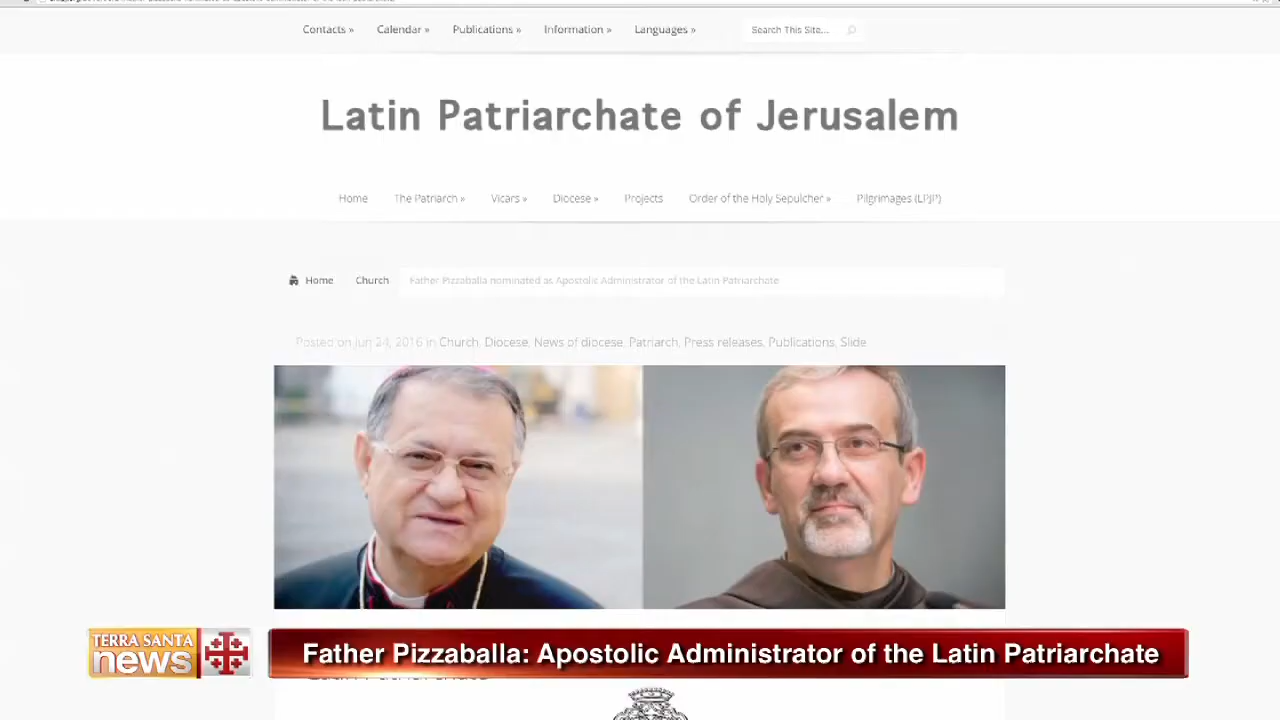 Contacts » Calendar » Publications » Information » Languages » Search This Site...
Latin Patriarchate of Jerusalem
Home The Patriarch » Vicars » Diocese » Projects Order of the Holy Sepulcher » Pilgrimages (LPJP)
Home Church Father Pizzaballa nominated as Apostolic Administrator of the Latin Patriarchate
Posted on Jun 24, 2016 in Church, Diocese, News of diocese, Patriarch, Press releases, Publications, Slide
TERRA SANTA
news
Father Pizzaballa: Apostolic Administrator of the Latin Patriarchate